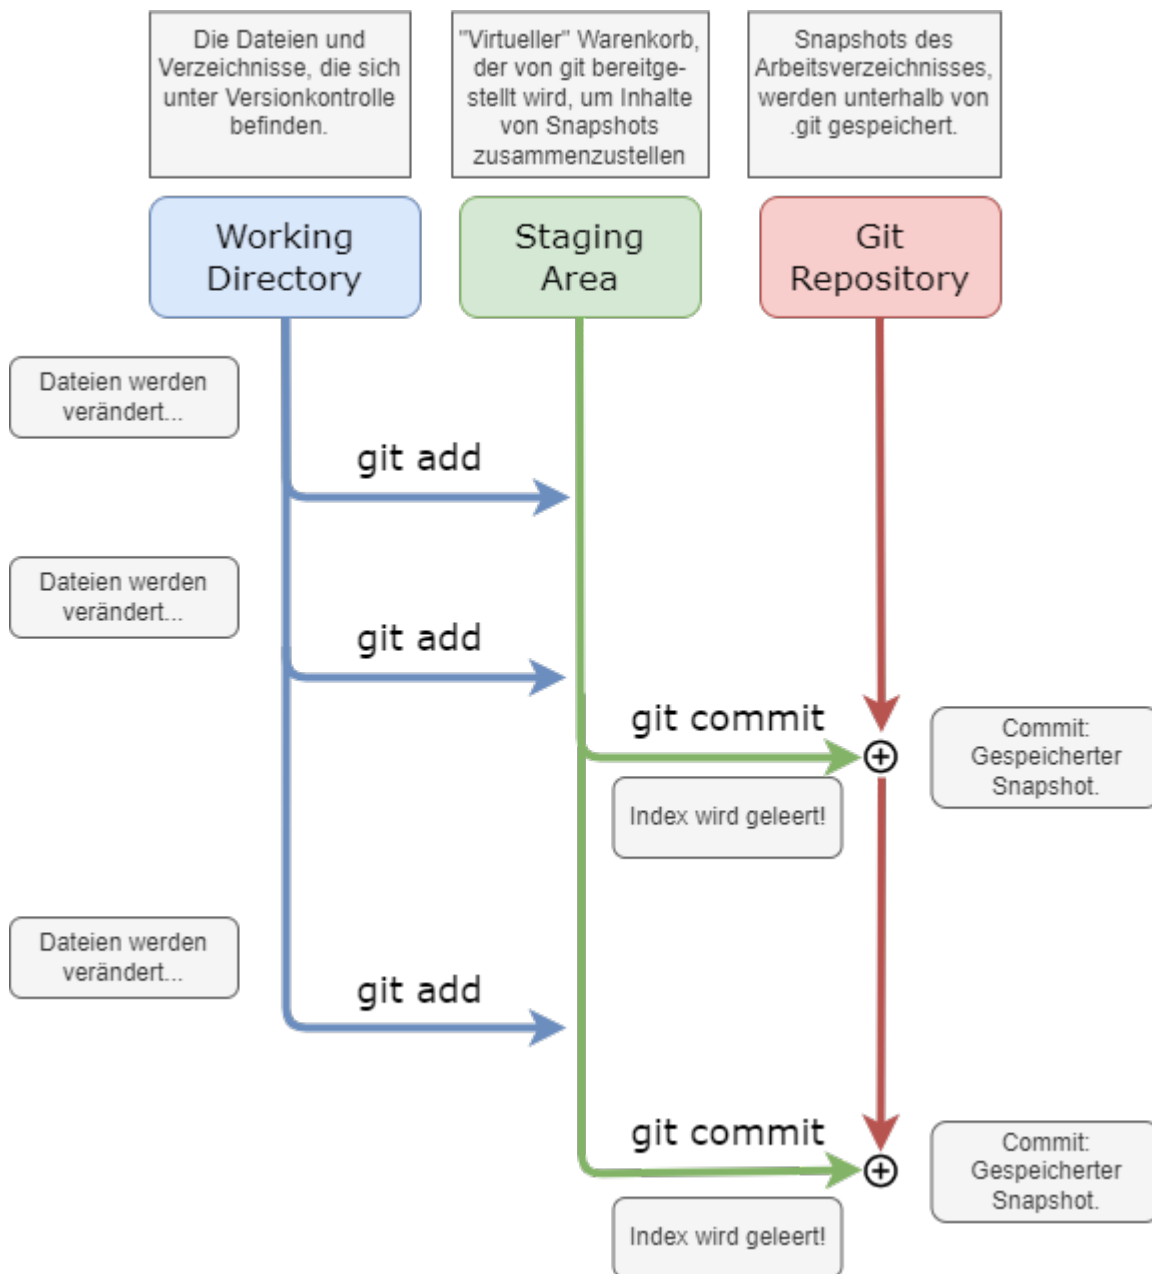 Die Dateien und
Verzeichnisse, die sich
unter Versionkontrolle
befinden.
"Virtueller" Warenkorb,
der von git bereitge-
stellt wird, um Inhalte
von Snapshots
zusammenzustellen
Snapshots des
Arbeitsverzeichnisses,
werden unterhalb von
.git gespeichert.
Working
Directory
Staging
Area
Git
Repository
Dateien werden
verändert...
git add
Dateien werden
verändert...
git add
git commit
Commit:
Gespeicherter
Snapshot.
Index wird geleert!
Dateien werden
verändert...
git add
git commit
Commit:
Gespeicherter
Snapshot.
Index wird geleert!